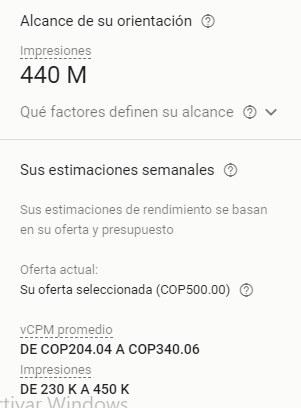 Alcance de su orientación
Impresiones
440 M
Qué factores definen su alcance
Sus estimaciones semanales
Sus estimaciones de rendimiento se basan
en su oferta y presupuesto
Oferta actual:
Su oferta seleccionada (COP500.00)
vCPM promedio
DE COP204.04 A COP340.06
Impresiones
DE 230 K A 450 K
ctivar Windows